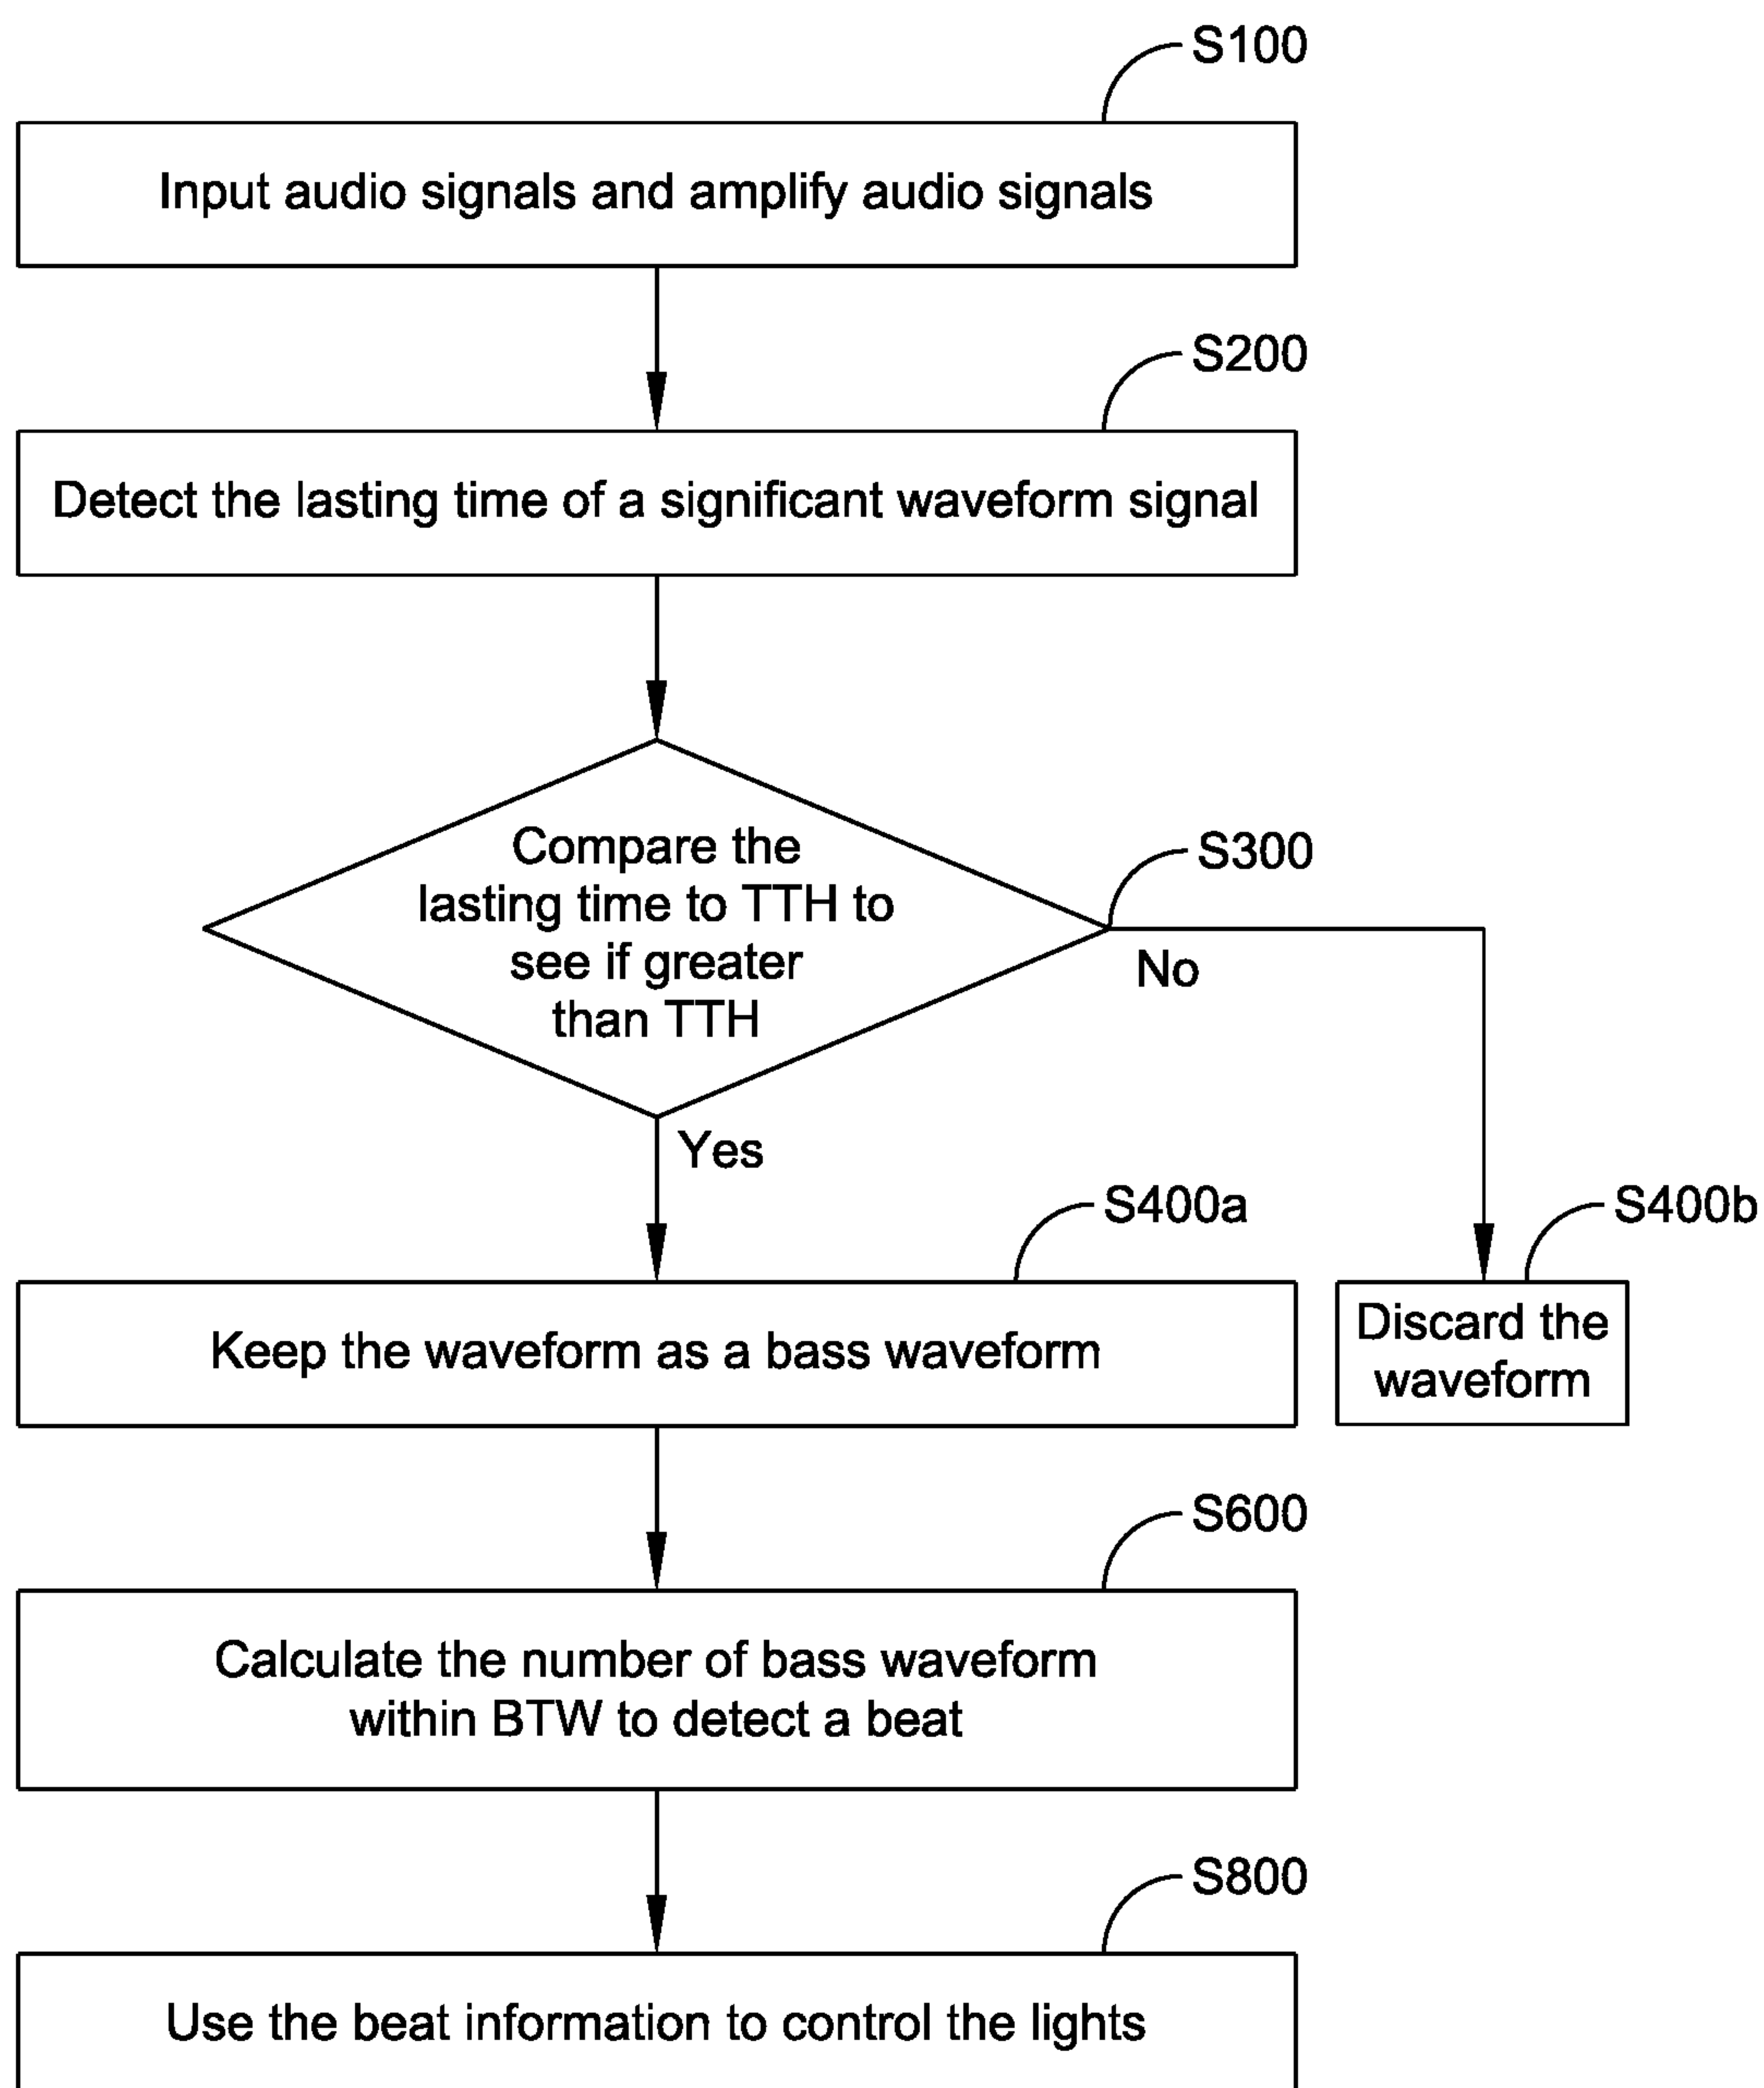 S100
Input audio signals and amplify audio signals
S200
Detect the lasting time of a significant waveform signal
S300
Compare the
lasting time to TTH to
see if greater
than TTH
No
Yes
S400a
S400b
Keep the waveform as a bass waveform
Discard the
waveform
S600
Calculate the number of bass waveform
within BTW to detect a beat
S800
Use the beat information to control the lights